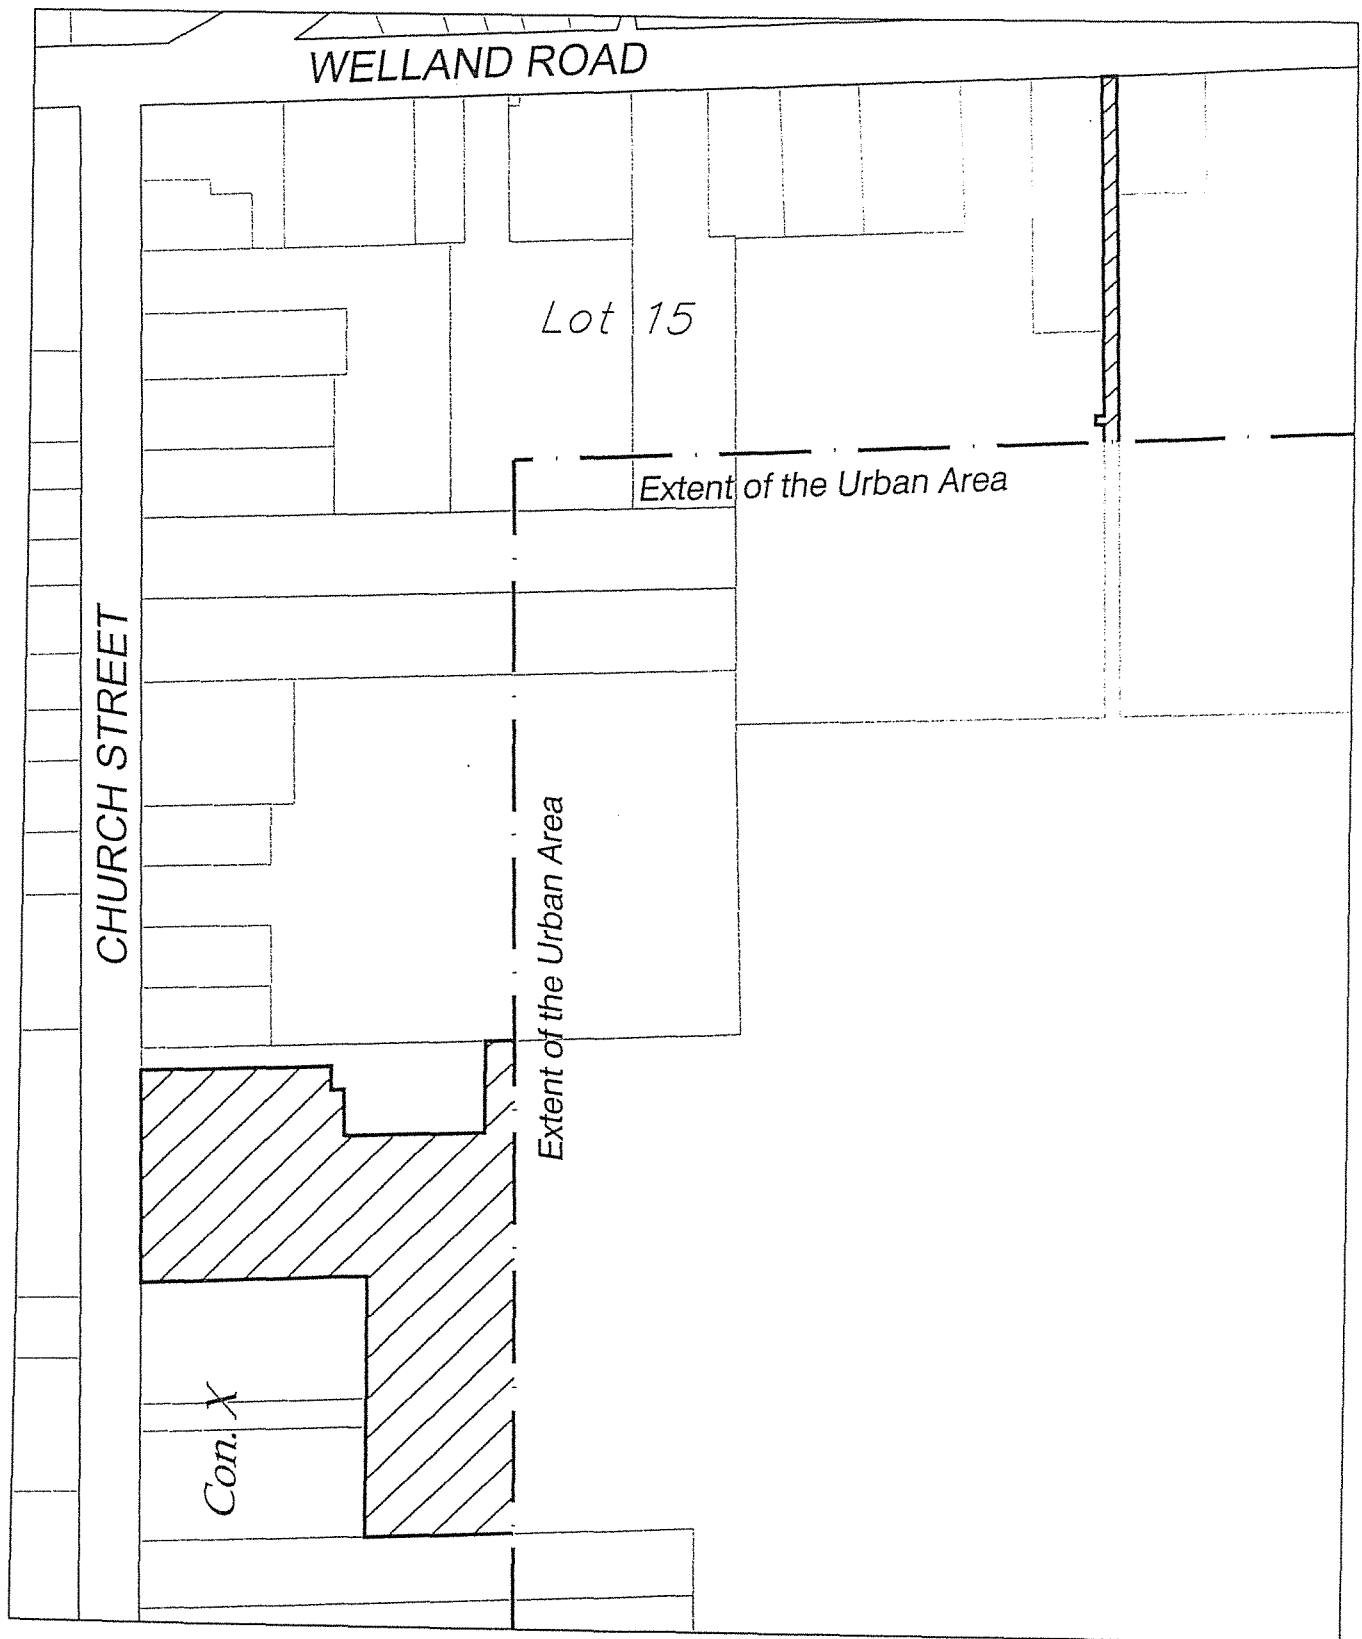 WELLAND ROAD
Lot 15
Extent of the Urban Area
CHURCH STREET
Extent of the Urban Area
Con. X